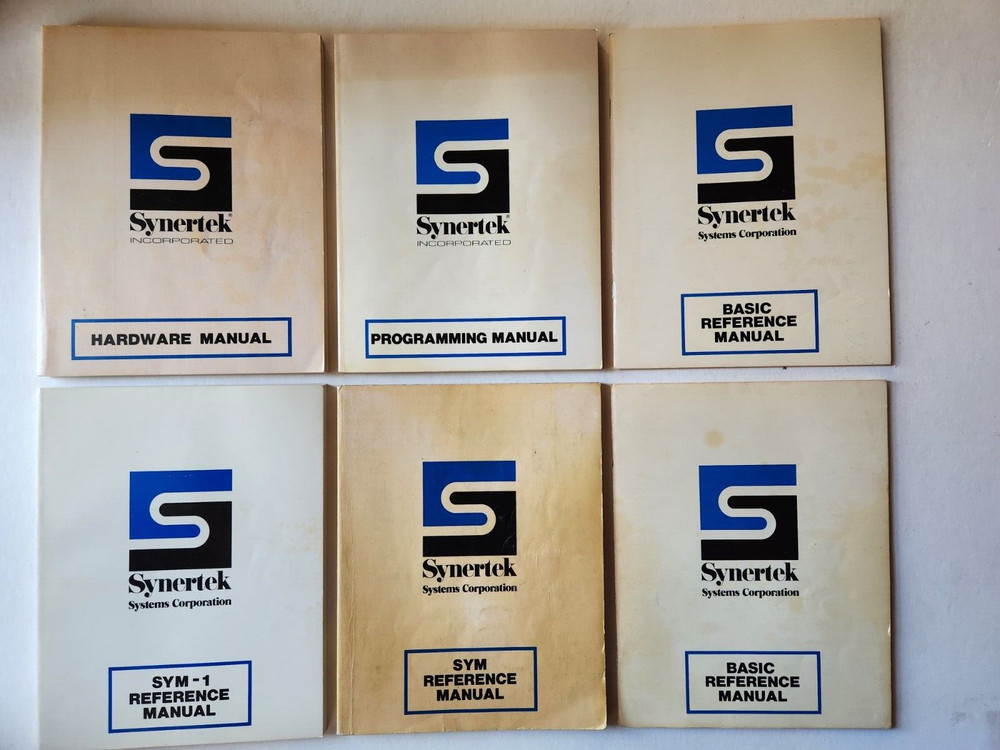 Synertek®
INCORPORATED
HARDWARE MANUAL
Synertek®
INCORPORATED
PROGRAMMING MANUAL
Synertek
Systems Corporation
BASIC
REFERENCE
MANUAL
Synertek
Systems Corporation
SYM-1
REFERENCE
MANUAL
Synertek
Systems Corporation
SYM
REFERENCE
MANUAL
Synertek
Systems Corporation
BASIC
REFERENCE
MANUAL